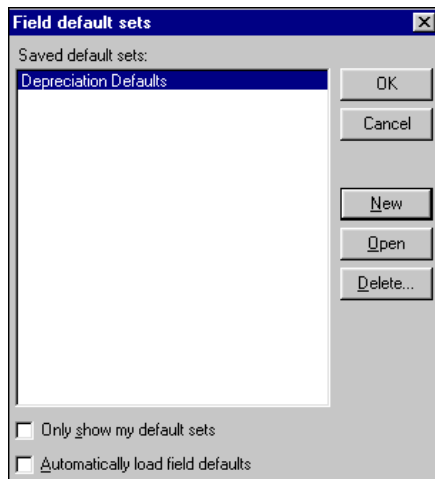 Field default sets
Saved default sets:
Depreciation Defaults
OK
Cancel
New
Open
Delete...
Only show my default sets
Automatically load field defaults